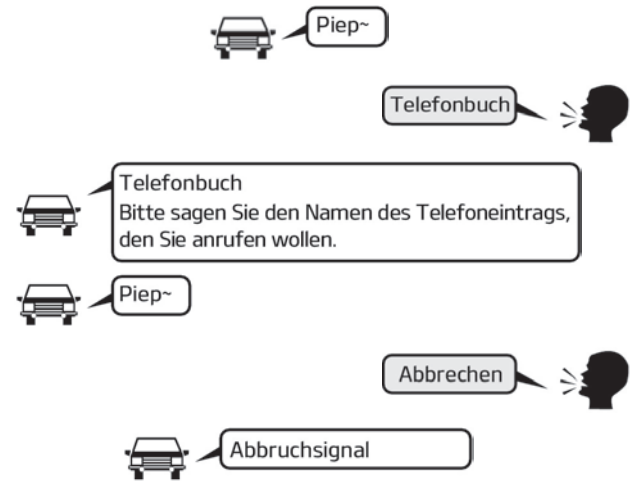 Piep~
Telefonbuch
Telefonbuch
Bitte sagen Sie den Namen des Telefoneintrags,
den Sie anrufen wollen.
Piep~
Abbrechen
Abbruchsignal